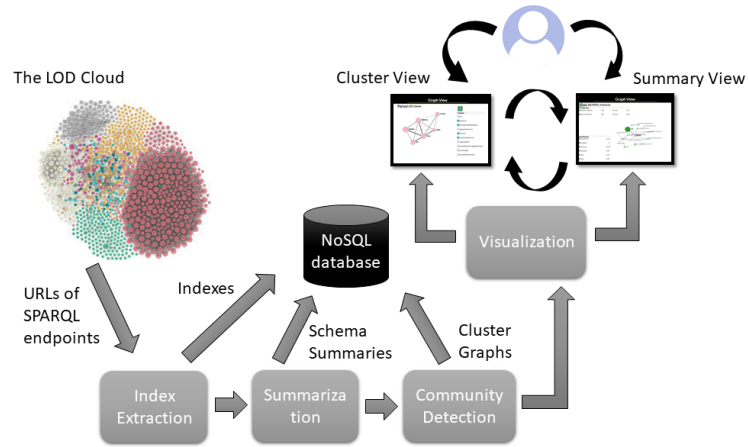 The LOD Cloud
Cluster View
Summary View
Graph View
Graph View
NoSQL
database
Visualization
URLs of
SPARQL
endpoints
Indexes
Schema
Summaries
Cluster
Graphs
Index
Extraction
Summariza
tion
Community
Detection